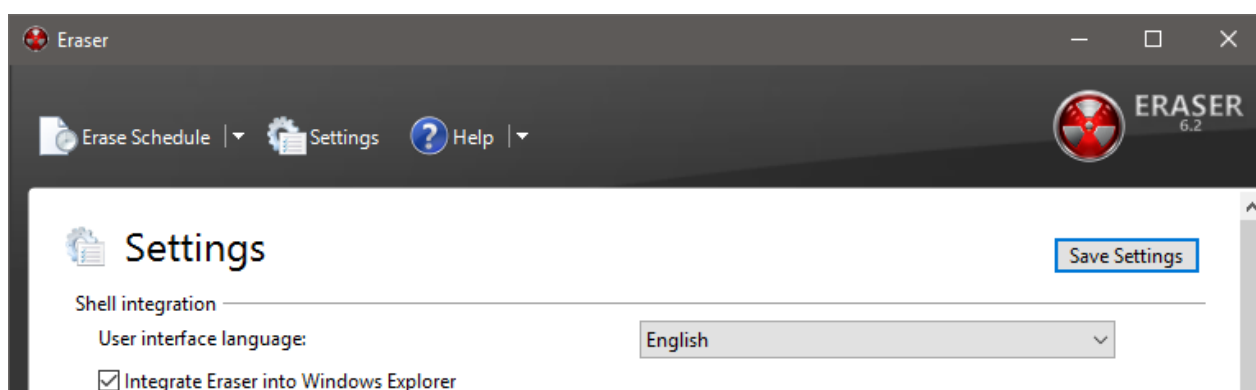 Eraser
Erase Schedule Settings Help
ERASER
6.2
Settings
Save Settings
Shell integration
User interface language: English
Integrate Eraser into Windows Explorer